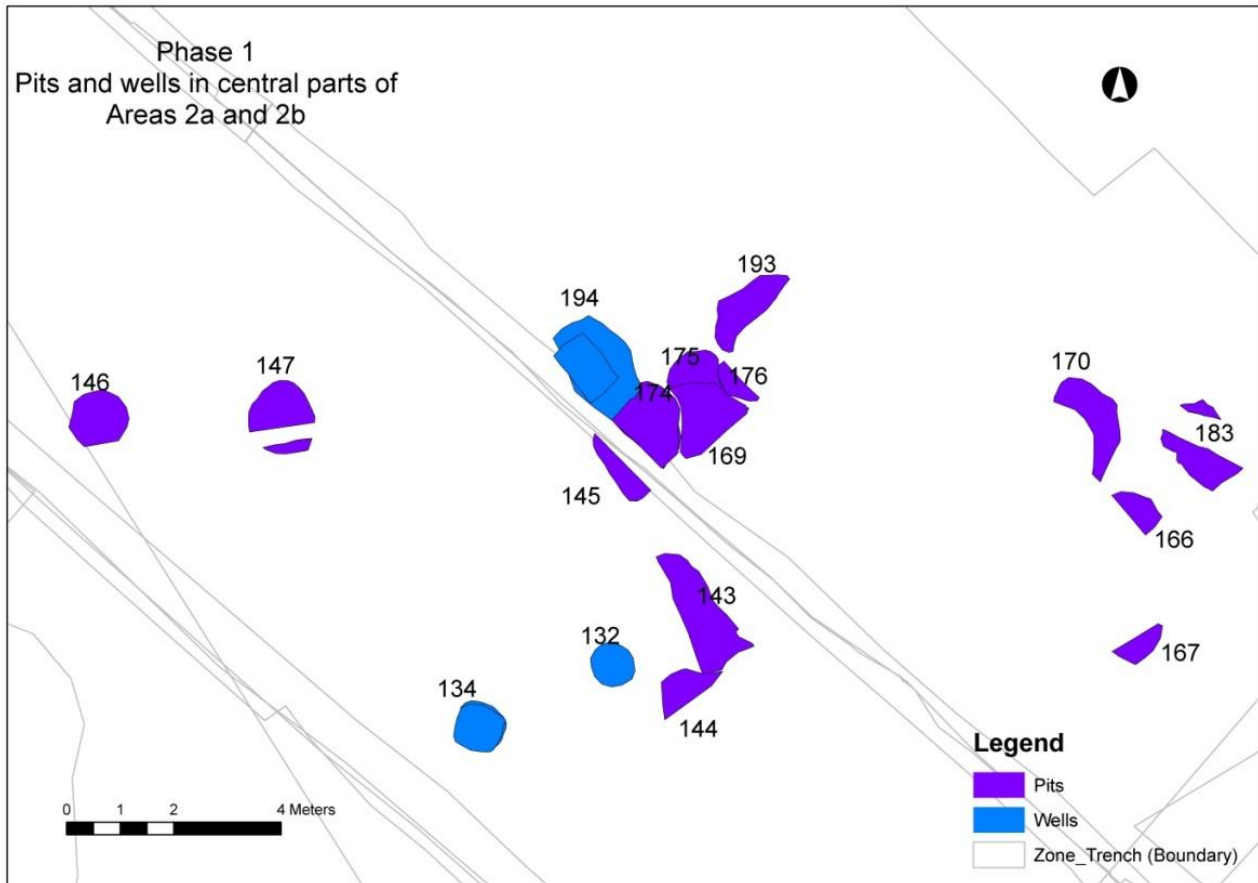 Phase 1
Pits and wells in central parts of
Areas 2a and 2b
193
194
175
176
147
146
174
170
183
169
145
166
143
132
167
134
144
Legend
Pits
Wells
Zone_Trench (Boundary)
0 1 2 4 Meters